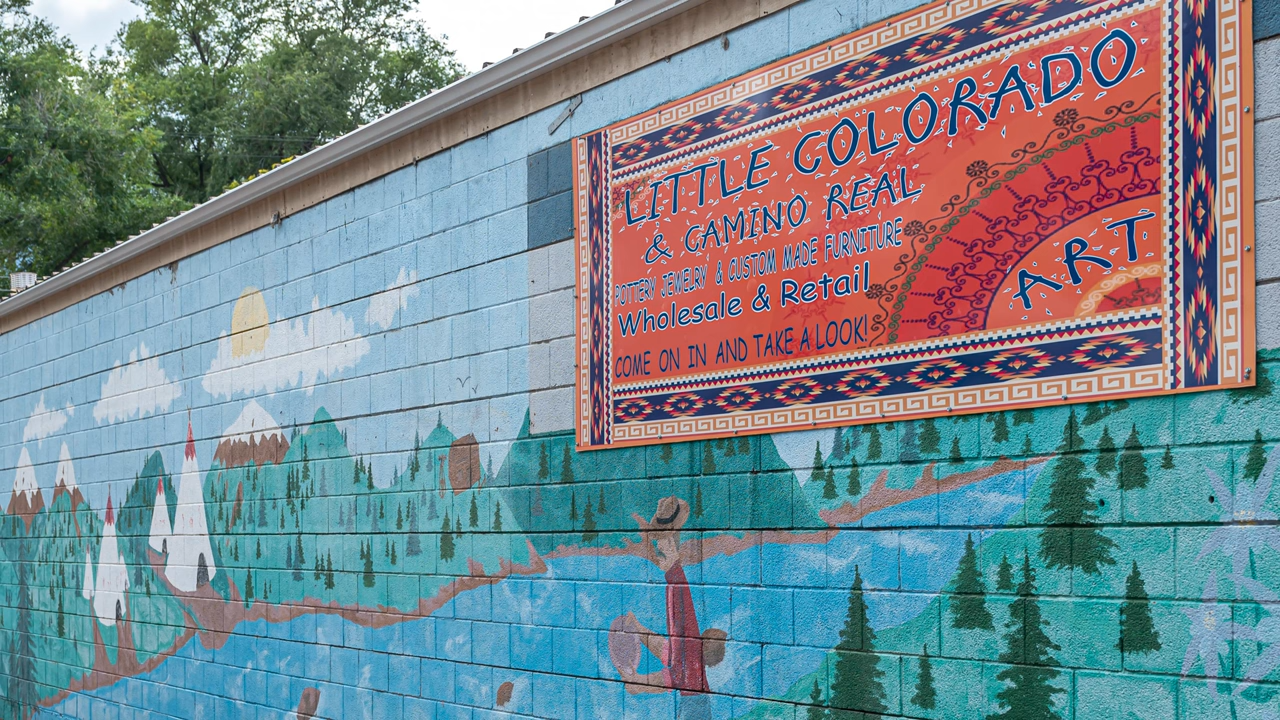 LITTLE COLORADO
& CAMINO REAL
POTTERY JEWELRY & CUSTOM MADE FURNITURE
Wholesale & Retail
COME ON IN AND TAKE A LOOK!
ART